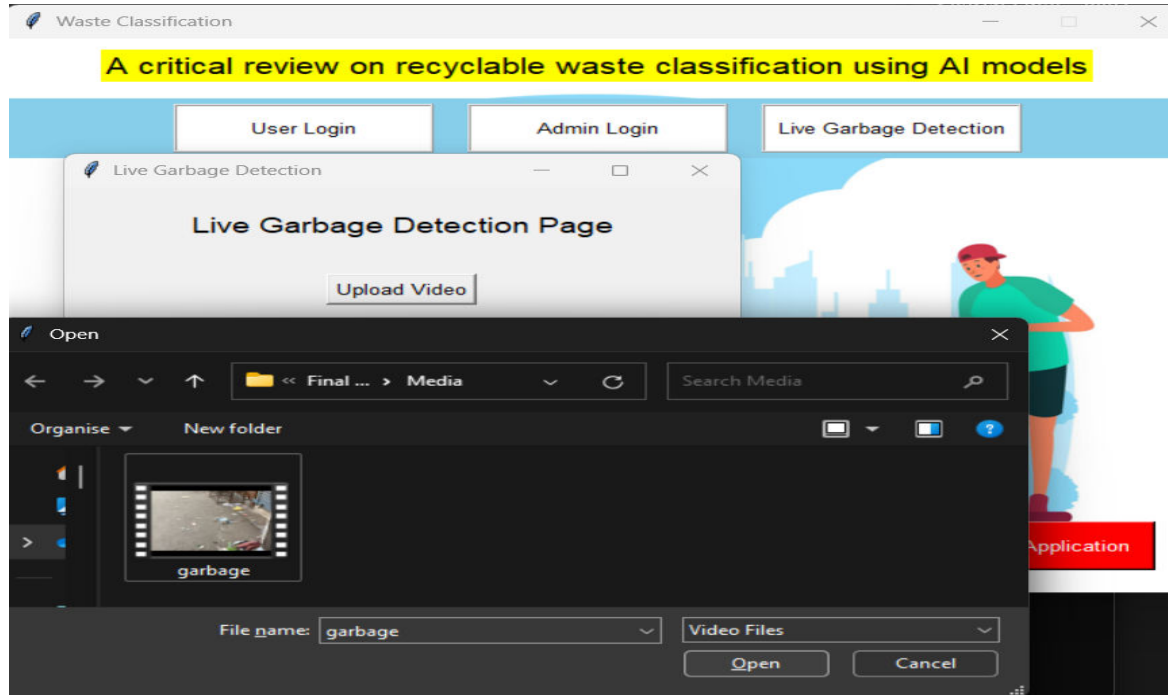 Waste Classification
A critical review on recyclable waste classification using AI models
User Login Admin Login Live Garbage Detection
Live Garbage Detection
Live Garbage Detection Page
Upload Video
Open
« Final ... › Media
Search Media
Organise New folder
garbage
Application
File name: garbage
Video Files
Open Cancel